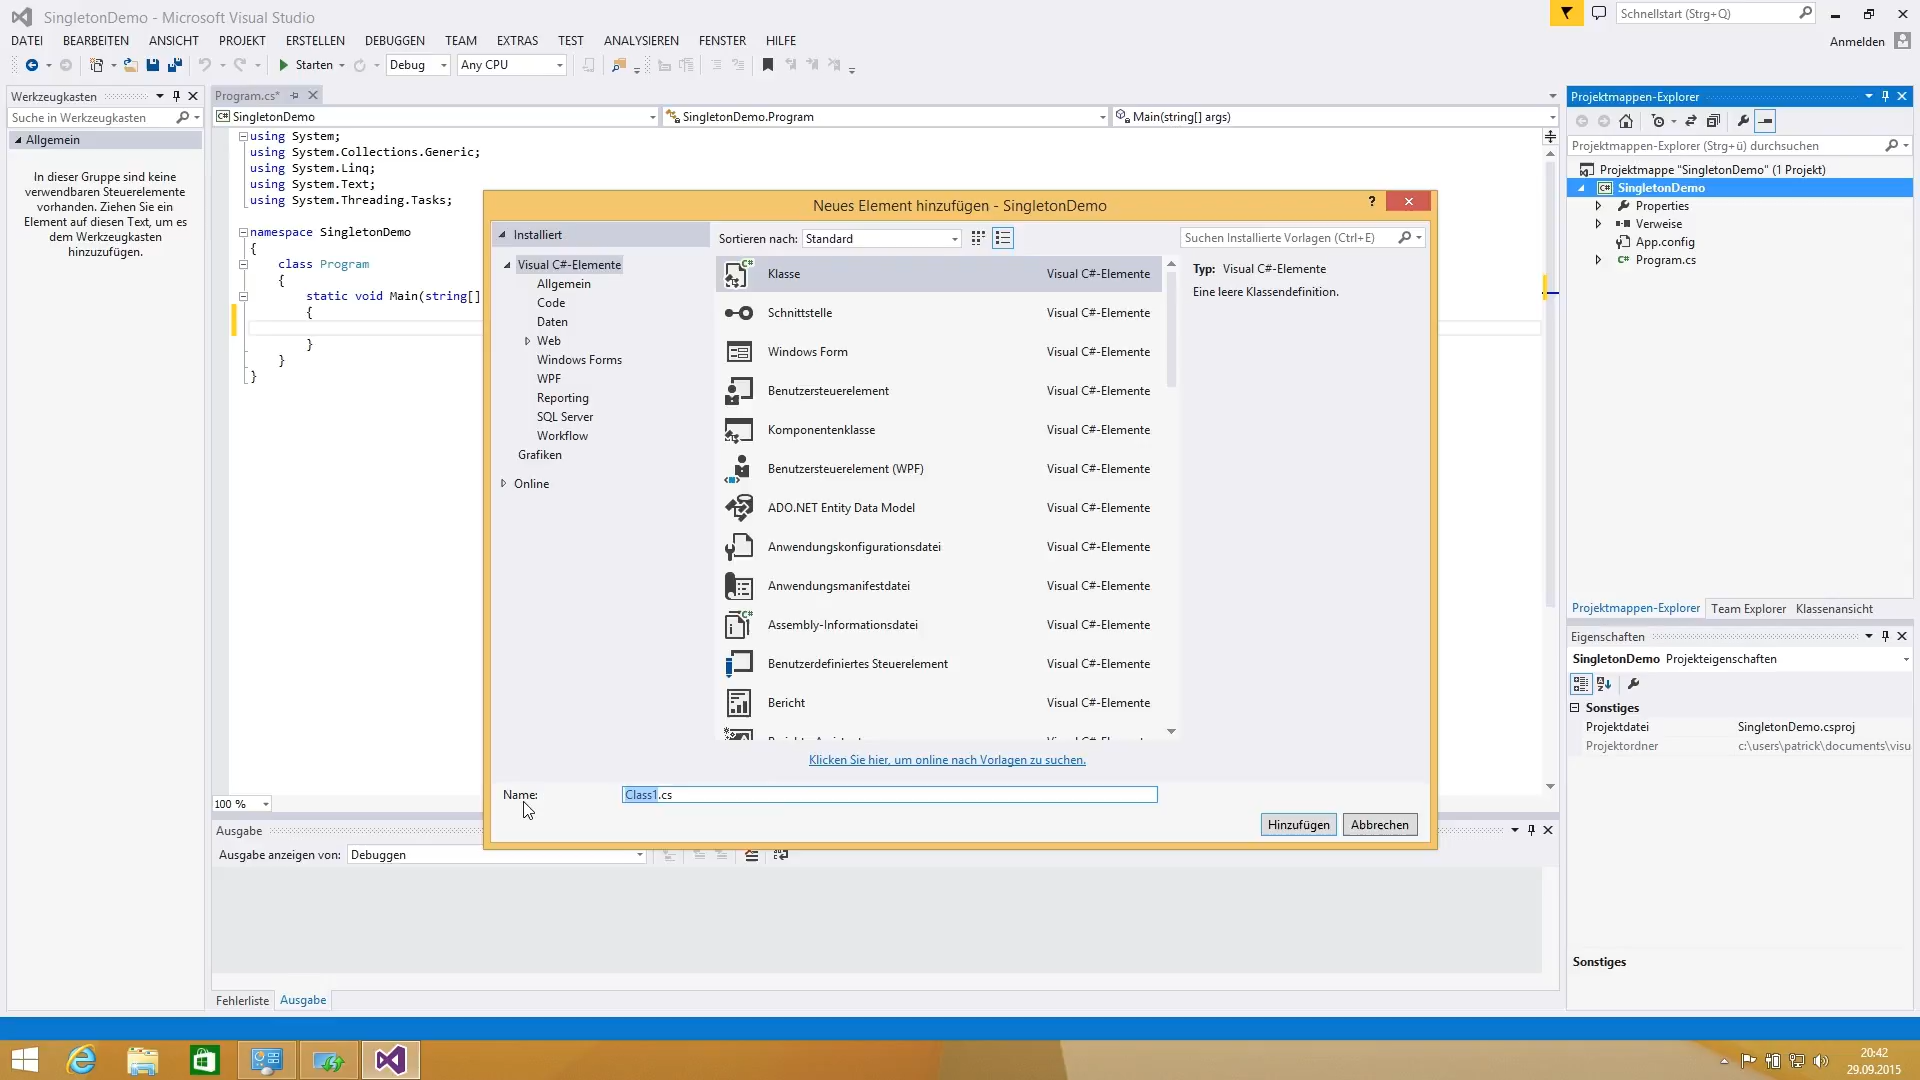 SingletonDemo - Microsoft Visual Studio
Schnellstart (Strg+Q)
DATEI BEARBEITEN ANSICHT PROJEKT ERSTELLEN DEBUGGEN TEAM EXTRAS TEST ANALYSIEREN FENSTER HILFE
Anmelden
Starten Debug Any CPU
Werkzeugkasten
Suche in Werkzeugkasten
Allgemein
In dieser Gruppe sind keine
verwendbaren Steuerelemente
vorhanden. Ziehen Sie ein
Element auf diesen Text, um es
dem Werkzeugkasten
hinzuzufügen.
Program.cs*
SingletonDemo SingletonDemo.Program Main(string[] args)
using System;
using System.Collections.Generic;
using System.Linq;
using System.Text;
using System.Threading.Tasks;
namespace SingletonDemo
{
class Program
{
static void Main(string[]
{
}
}
}
100 %
Neues Element hinzufügen - SingletonDemo
?
Installiert
Visual C#-Elemente
Allgemein
Code
Daten
Web
Windows Forms
WPF
Reporting
SQL Server
Workflow
Grafiken
Online
Sortieren nach: Standard
Suchen Installierte Vorlagen (Ctrl+E)
Klasse Visual C#-Elemente
Schnittstelle Visual C#-Elemente
Windows Form Visual C#-Elemente
Benutzersteuerelement Visual C#-Elemente
Komponentenklasse Visual C#-Elemente
Benutzersteuerelement (WPF) Visual C#-Elemente
ADO.NET Entity Data Model Visual C#-Elemente
Anwendungskonfigurationsdatei Visual C#-Elemente
Anwendungsmanifestdatei Visual C#-Elemente
Assembly-Informationsdatei Visual C#-Elemente
Benutzerdefiniertes Steuerelement Visual C#-Elemente
Bericht Visual C#-Elemente
Typ: Visual C#-Elemente
Eine leere Klassendefinition.
Klicken Sie hier, um online nach Vorlagen zu suchen.
Name: Class1.cs
Hinzufügen Abbrechen
Ausgabe
Ausgabe anzeigen von: Debuggen
Fehlerliste Ausgabe
Projektmappen-Explorer
Projektmappen-Explorer (Strg+ü) durchsuchen
Projektmappe "SingletonDemo" (1 Projekt)
SingletonDemo
Properties
Verweise
App.config
Program.cs
Projektmappen-Explorer Team Explorer Klassenansicht
Eigenschaften
SingletonDemo Projekteigenschaften
Sonstiges
Projektdatei SingletonDemo.csproj
Projektordner c:\users\patrick\documents\visu
Sonstiges
20:42
29.09.2015